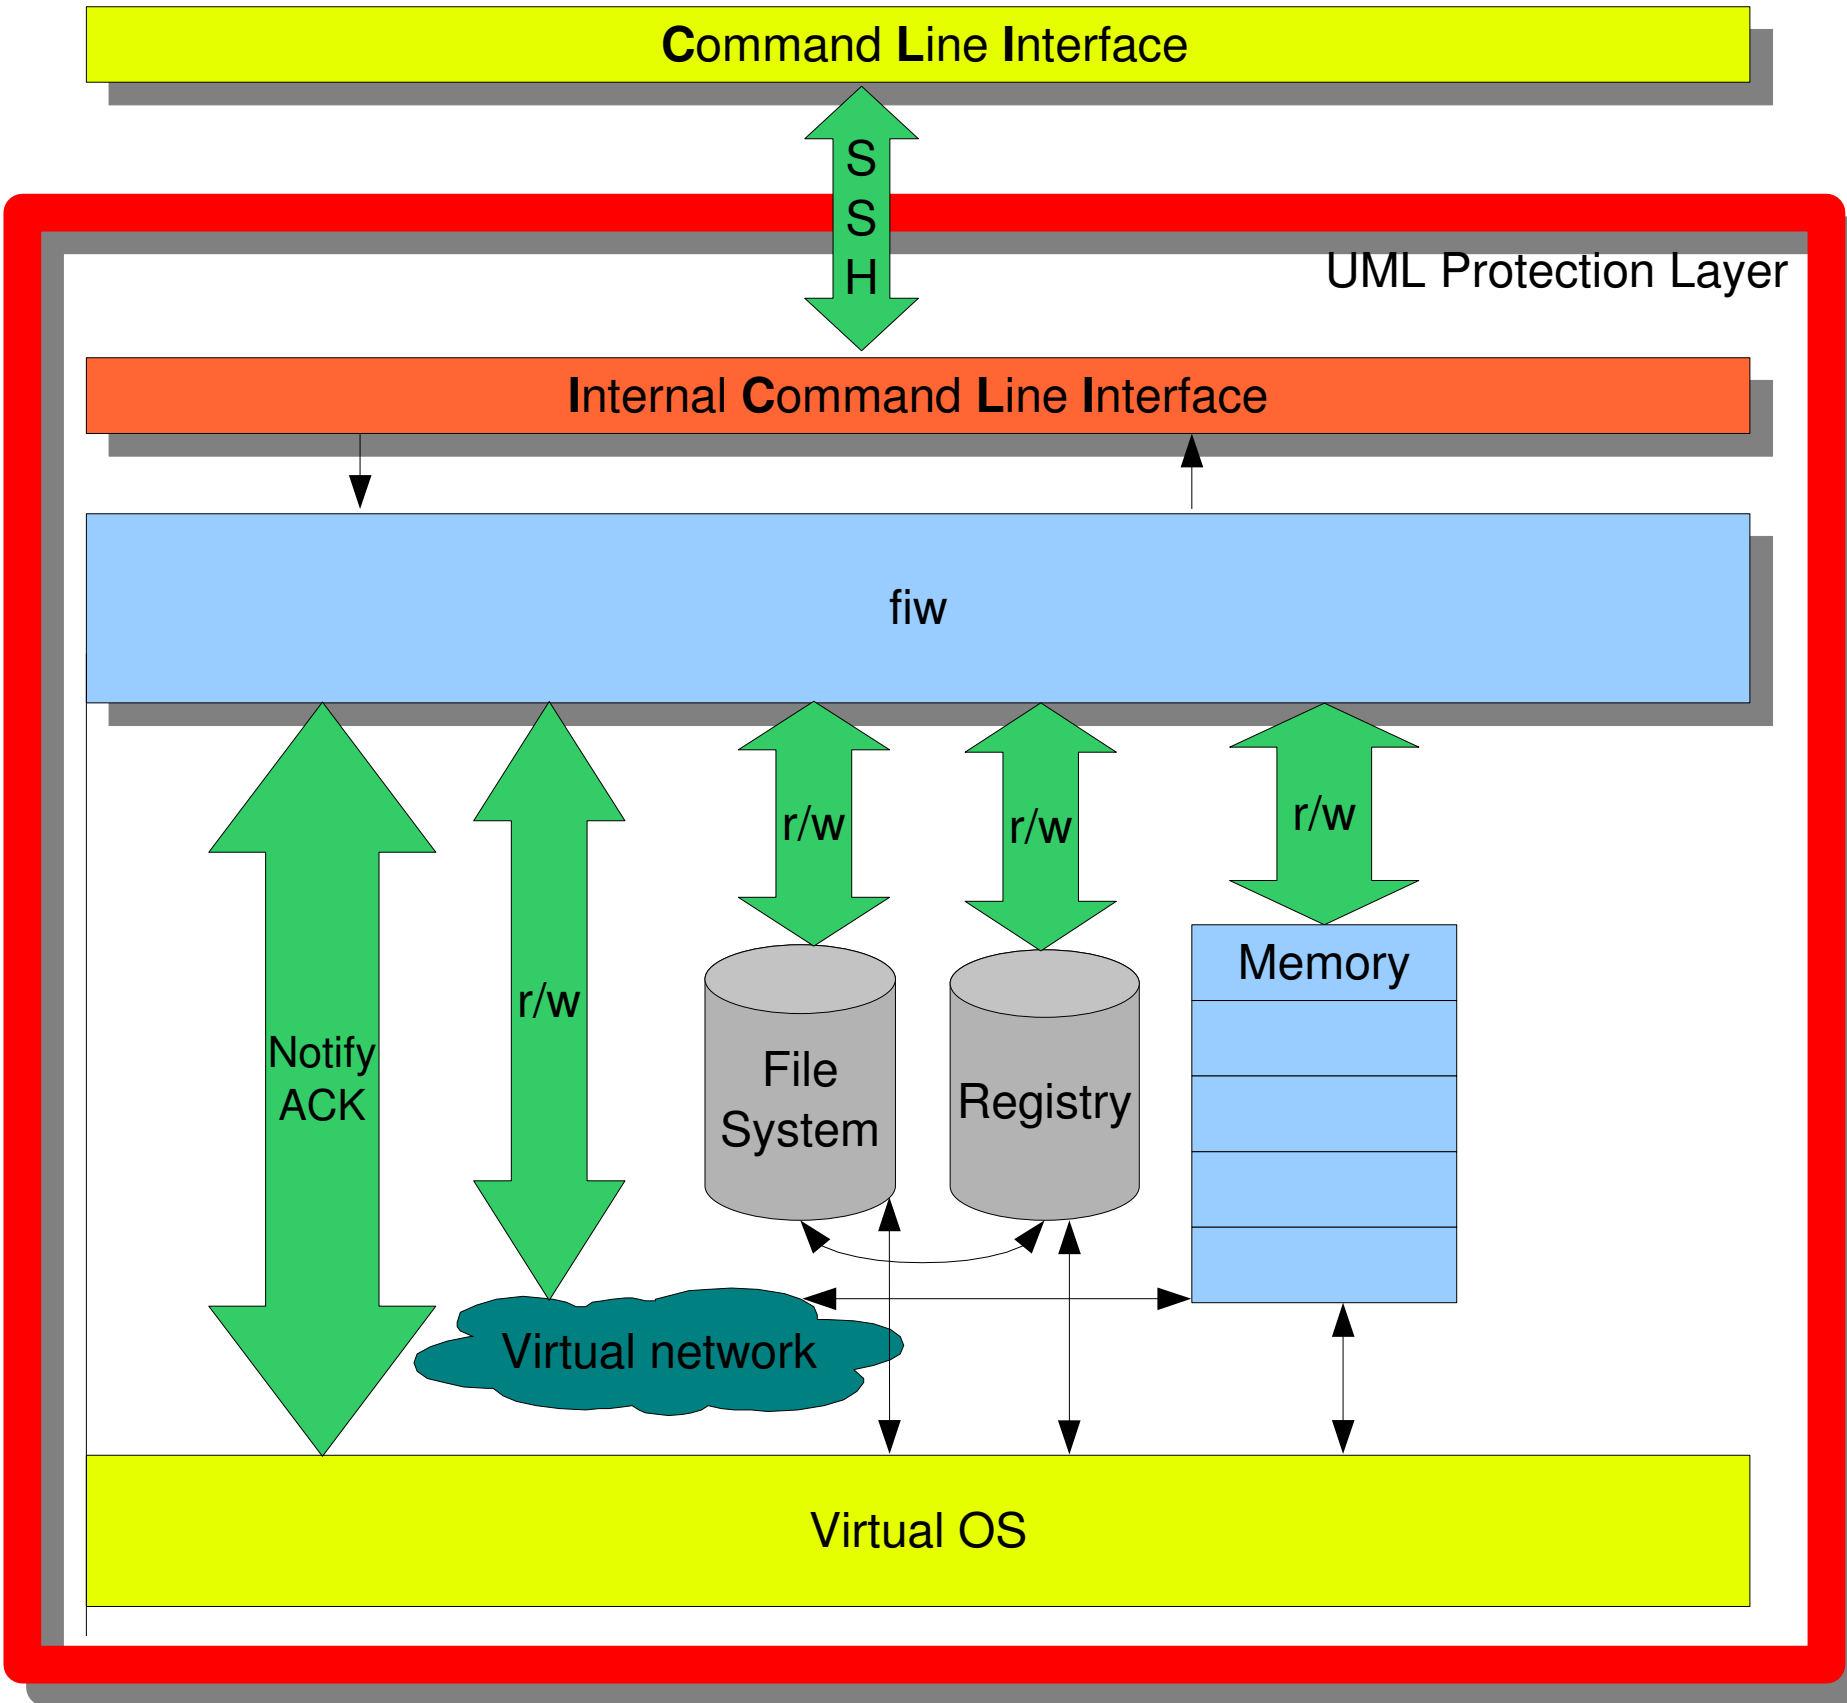 Command Line Interface
S
S
H
UML Protection Layer
Internal Command Line Interface
fiw
r/w
r/w
r/w
Memory
r/w
Notify
ACK
File
System
Registry
Virtual network
Virtual OS